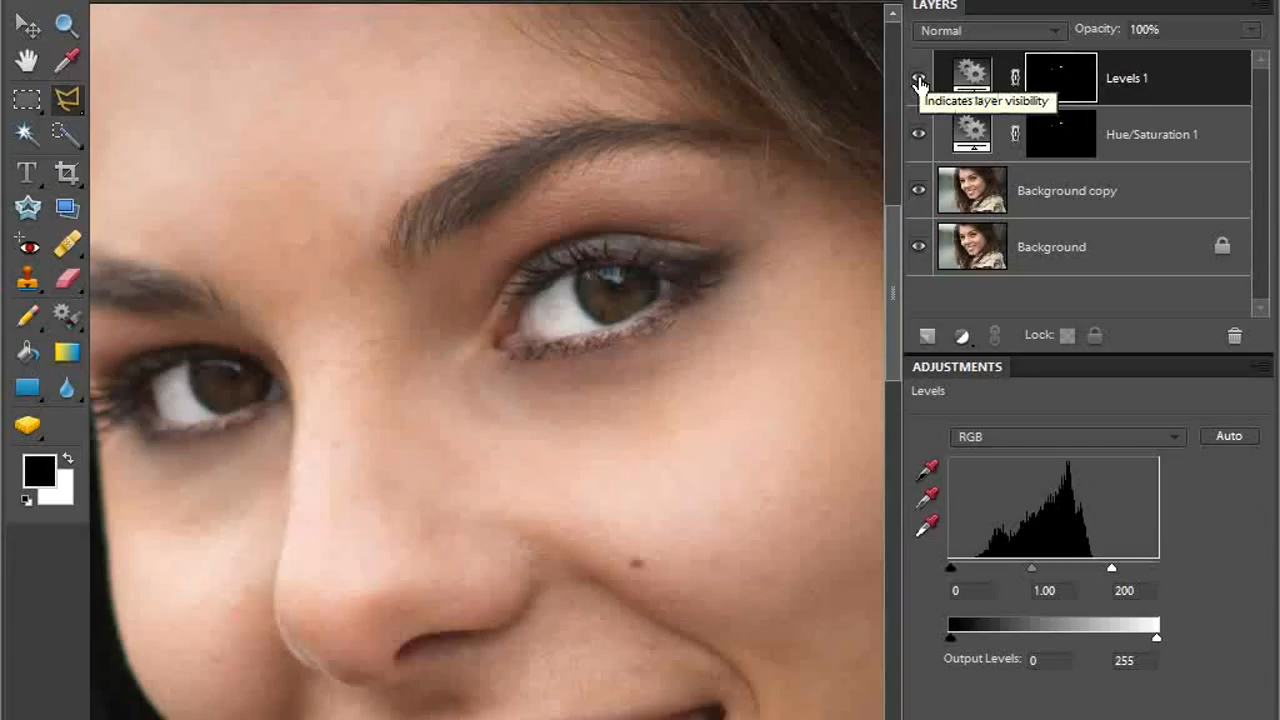 LAYERS
Normal
Opacity: 100%
Levels 1
Indicates layer visibility
Hue/Saturation 1
Background copy
Background
Lock:
ADJUSTMENTS
Levels
RGB
Auto
0
1.00
200
Output Levels: 0
255